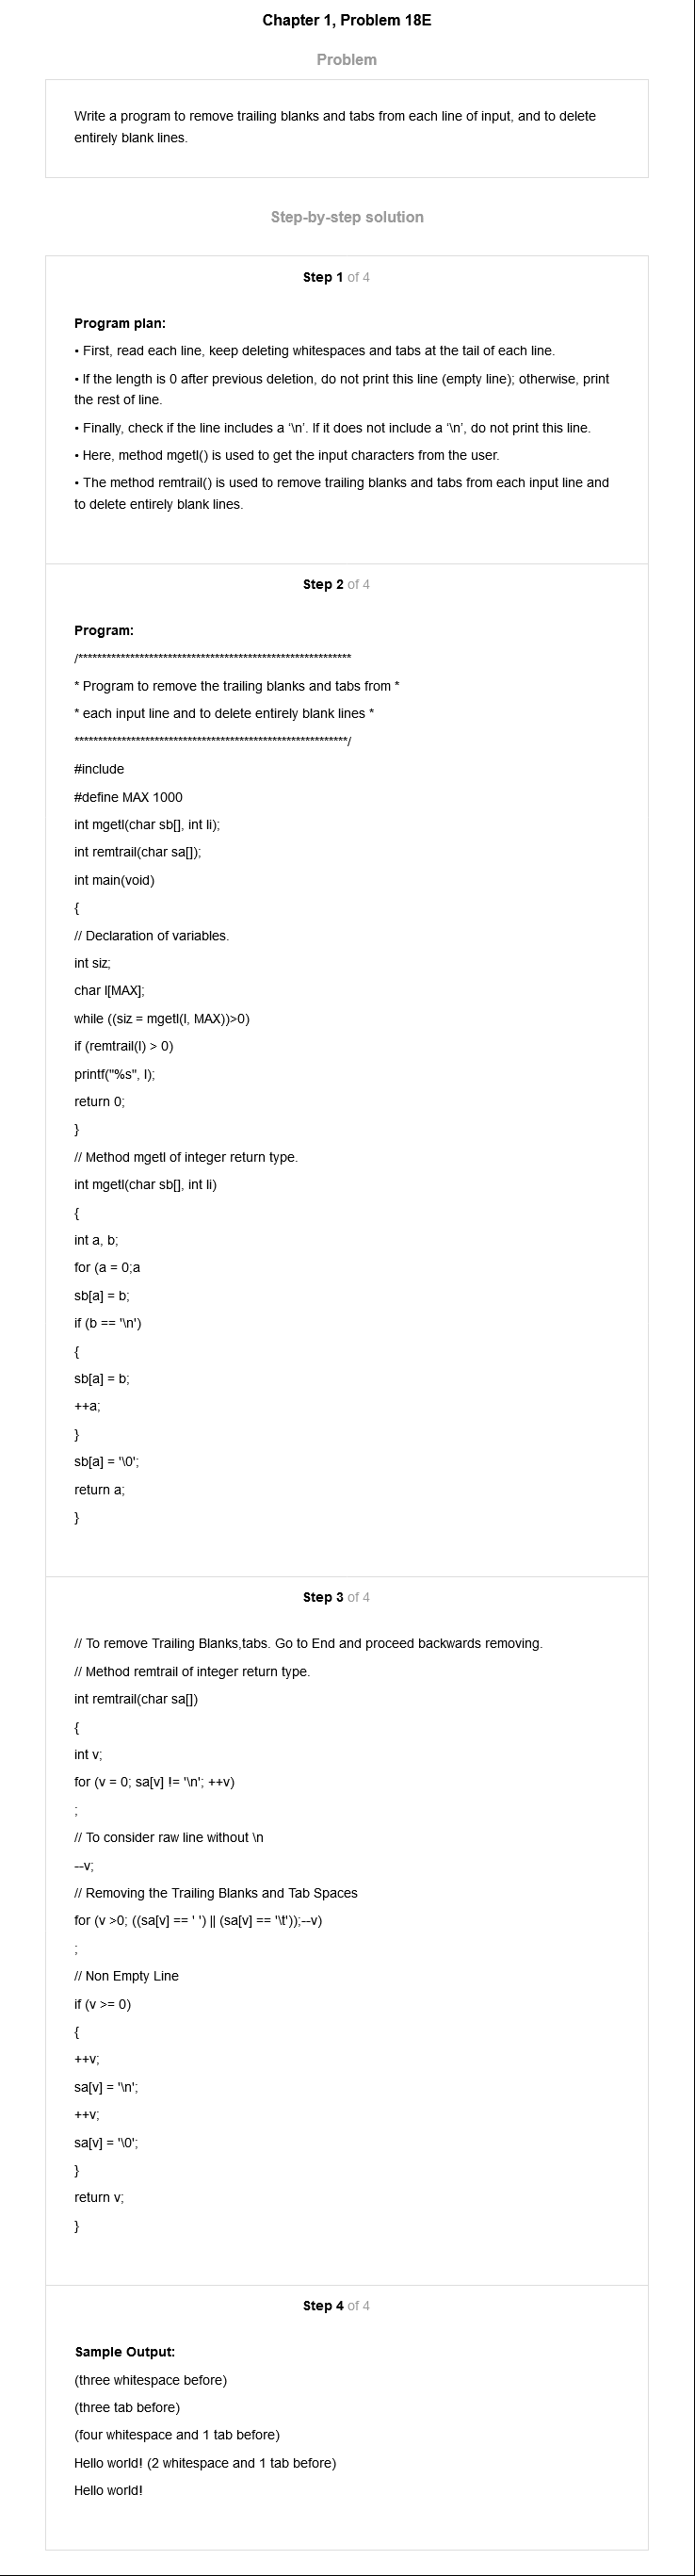 Chapter 1, Problem 18E
Problem
Write a program to remove trailing blanks and tabs from each line of input, and to delete
entirely blank lines.
Step-by-step solution
Step 1 of 4
Program plan:
• First, read each line, keep deleting whitespaces and tabs at the tail of each line.
• If the length is 0 after previous deletion, do not print this line (empty line); otherwise, print
the rest of line.
• Finally, check if the line includes a ‘\n’. If it does not include a ‘\n’, do not print this line.
• Here, method mgetl() is used to get the input characters from the user.
• The method remtrail() is used to remove trailing blanks and tabs from each input line and
to delete entirely blank lines.
Step 2 of 4
Program:
/**********************************************************
* Program to remove the trailing blanks and tabs from *
* each input line and to delete entirely blank lines *
**********************************************************/
#include
#define MAX 1000
int mgetl(char sb[], int li);
int remtrail(char sa[]);
int main(void)
{
// Declaration of variables.
int siz;
char l[MAX];
while ((siz = mgetl(l, MAX))>0)
if (remtrail(l) > 0)
printf("%s", l);
return 0;
}
// Method mgetl of integer return type.
int mgetl(char sb[], int li)
{
int a, b;
for (a = 0;a
sb[a] = b;
if (b == '\n')
{
sb[a] = b;
++a;
}
sb[a] = '\0';
return a;
}
Step 3 of 4
// To remove Trailing Blanks,tabs. Go to End and proceed backwards removing.
// Method remtrail of integer return type.
int remtrail(char sa[])
{
int v;
for (v = 0; sa[v] != '\n'; ++v)
;
// To consider raw line without \n
--v;
// Removing the Trailing Blanks and Tab Spaces
for (v >0; ((sa[v] == ' ') || (sa[v] == '\t'));--v)
;
// Non Empty Line
if (v >= 0)
{
++v;
sa[v] = '\n';
++v;
sa[v] = '\0';
}
return v;
}
Step 4 of 4
Sample Output:
(three whitespace before)
(three tab before)
(four whitespace and 1 tab before)
Hello world! (2 whitespace and 1 tab before)
Hello world!